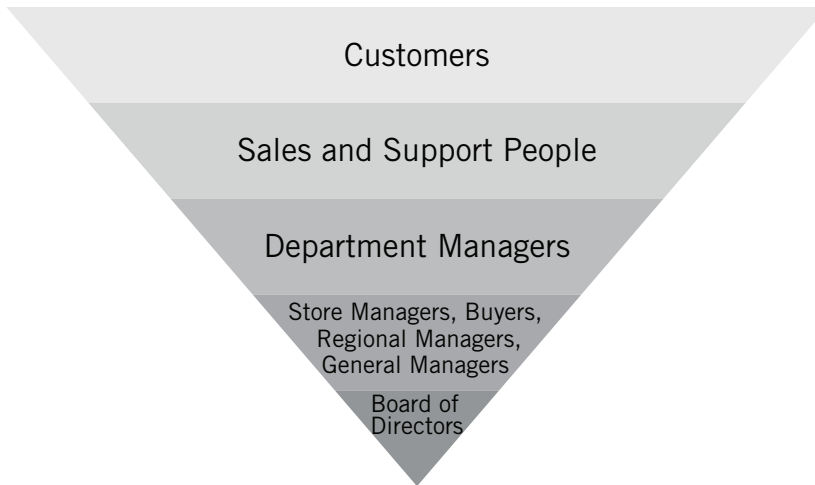 Customers
Sales and Support People
Department Managers
Store Managers, Buyers,
Regional Managers,
General Managers
Board of
Directors